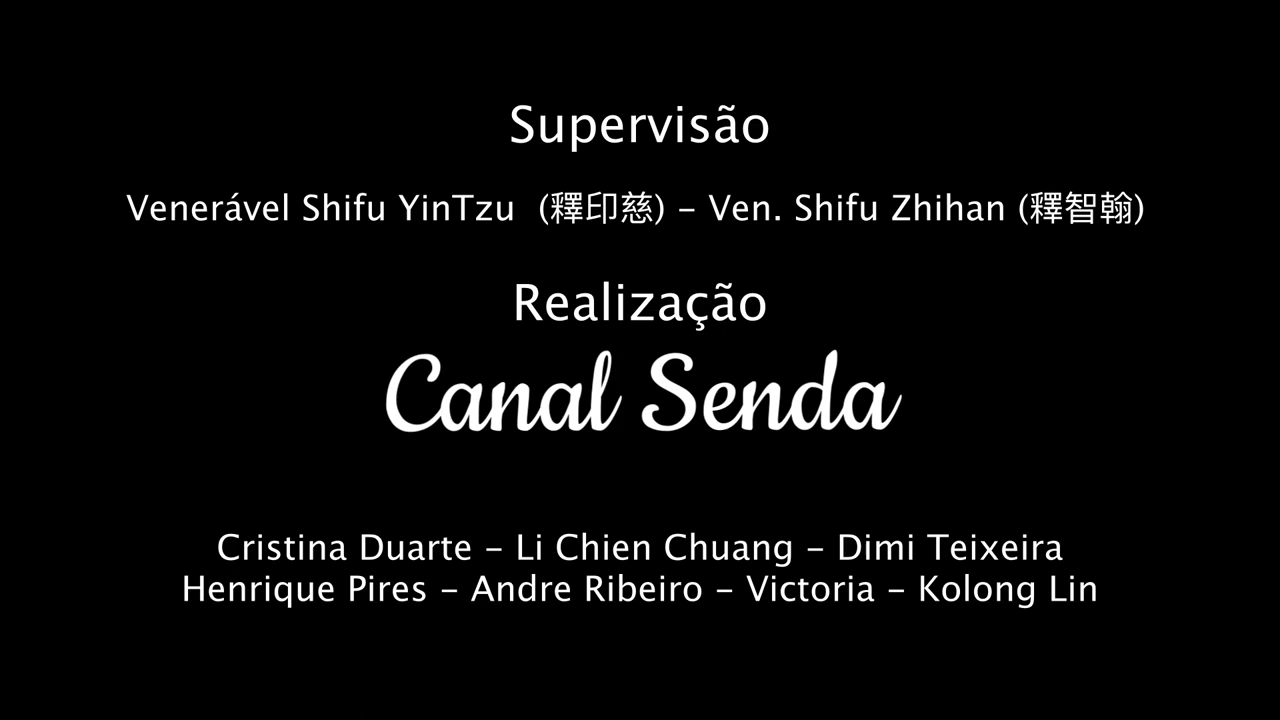 Supervisão
Venerável Shifu YinTzu (釋印慈) – Ven. Shifu Zhihan (釋智翰)
Realização
Canal Senda
Cristina Duarte – Li Chien Chuang – Dimi Teixeira
Henrique Pires – Andre Ribeiro – Victoria – Kolong Lin